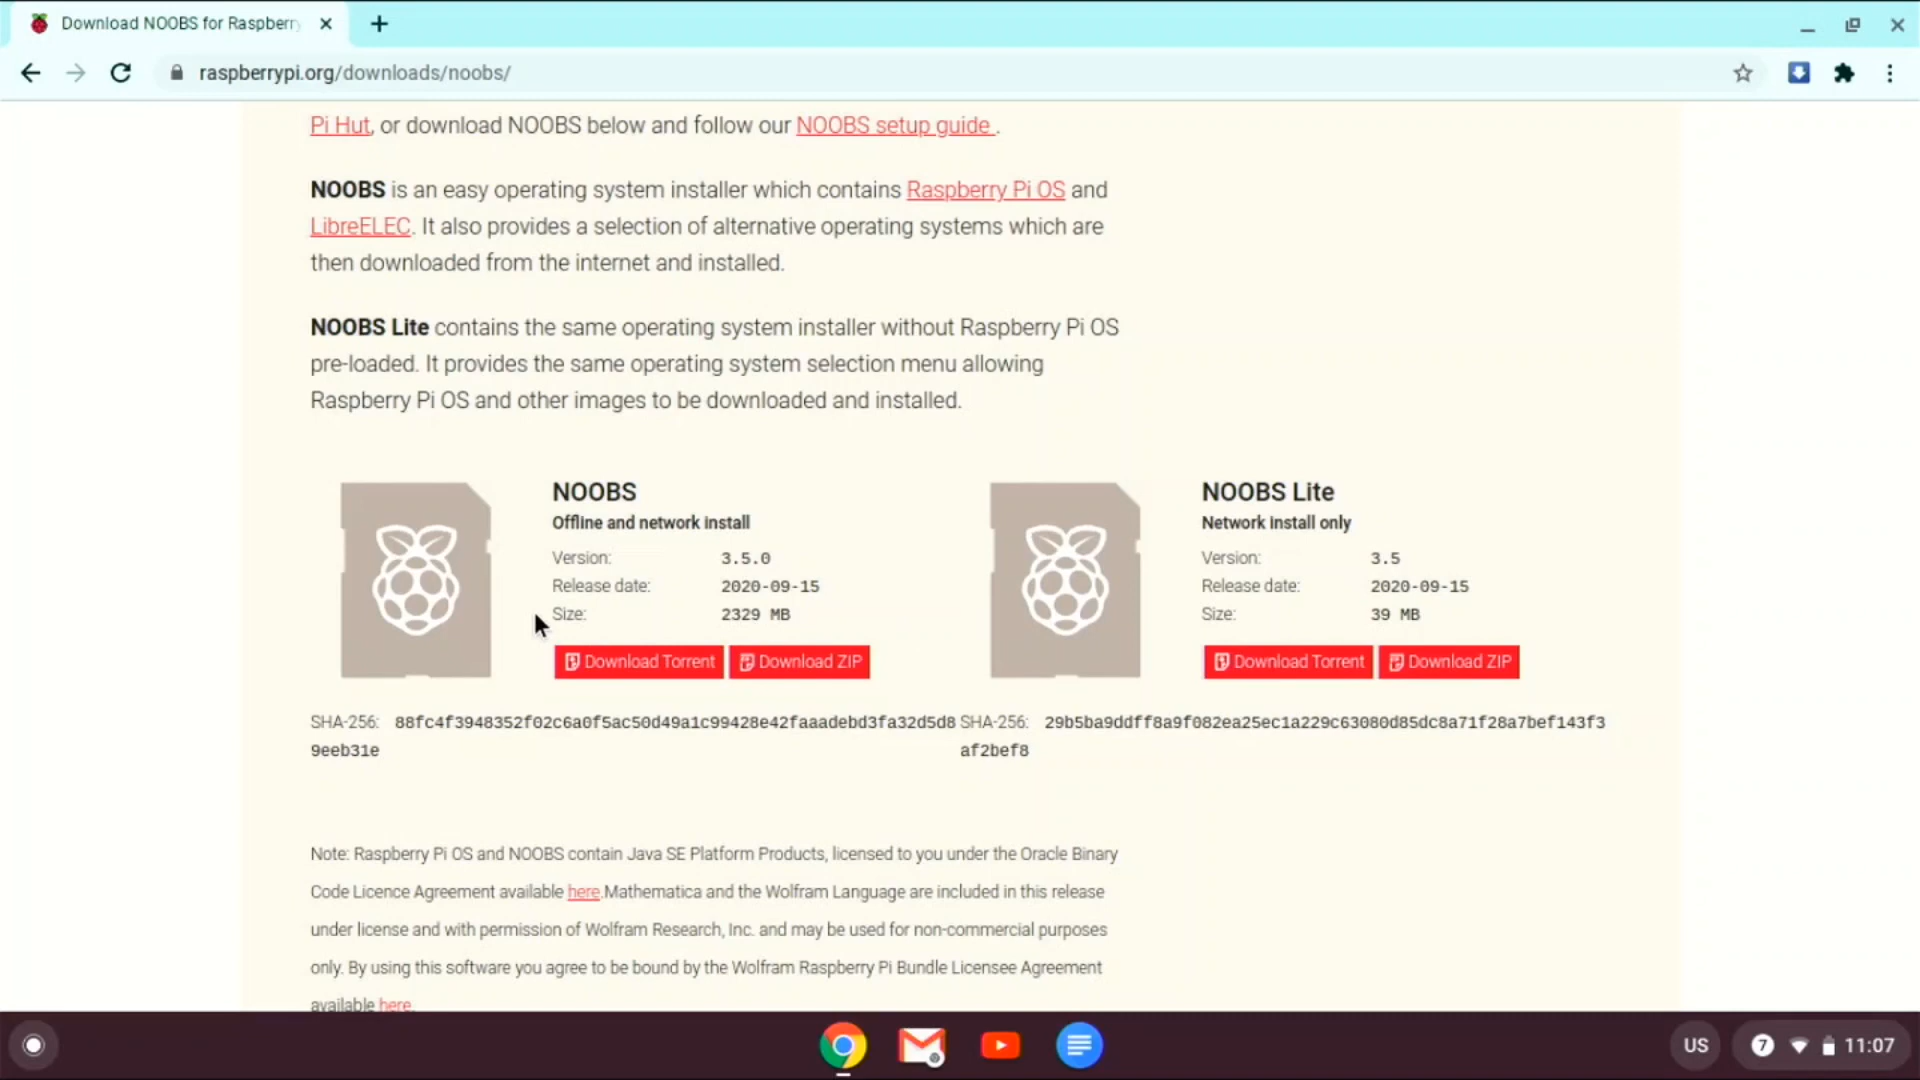 Download NOOBS for Raspberry
raspberrypi.org/downloads/noobs/
Pi Hut, or download NOOBS below and follow our NOOBS setup guide .
NOOBS is an easy operating system installer which contains Raspberry Pi OS and
LibreELEC. It also provides a selection of alternative operating systems which are
then downloaded from the internet and installed.
NOOBS Lite contains the same operating system installer without Raspberry Pi OS
pre-loaded. It provides the same operating system selection menu allowing
Raspberry Pi OS and other images to be downloaded and installed.
NOOBS
Offline and network install
Version: 3.5.0
Release date: 2020-09-15
Size: 2329 MB
Download Torrent Download ZIP
SHA-256: 88fc4f3948352f02c6a0f5ac50d49a1c99428e42faaadebd3fa32d5d8
9eeb31e
NOOBS Lite
Network install only
Version: 3.5
Release date: 2020-09-15
Size: 39 MB
Download Torrent Download ZIP
SHA-256: 29b5ba9ddff8a9f082ea25ec1a229c63080d85dc8a71f28a7bef143f3
af2bef8
Note: Raspberry Pi OS and NOOBS contain Java SE Platform Products, licensed to you under the Oracle Binary
Code Licence Agreement available here.Mathematica and the Wolfram Language are included in this release
under license and with permission of Wolfram Research, Inc. and may be used for non-commercial purposes
only. By using this software you agree to be bound by the Wolfram Raspberry Pi Bundle Licensee Agreement
available here.
US 7 11:07